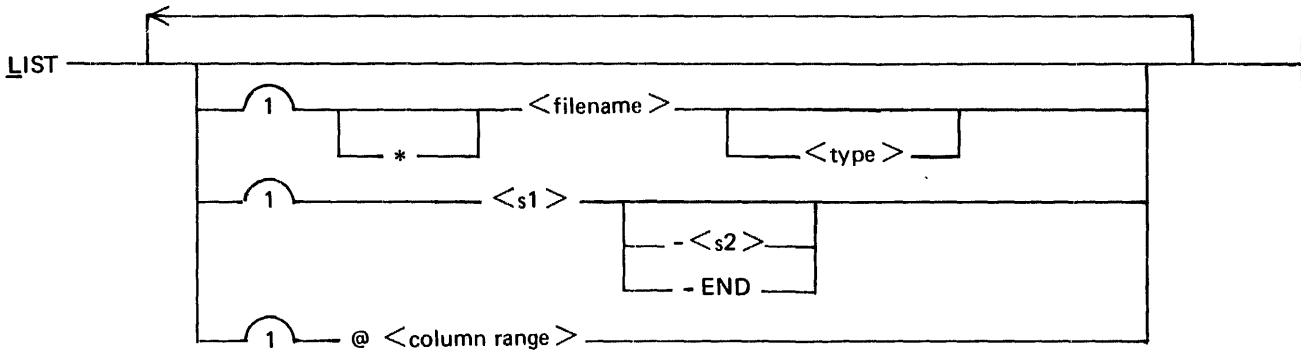 LIST
1 <filename>
* <type>
1 <s1>
-<s2>
- END
1 @ <column range>